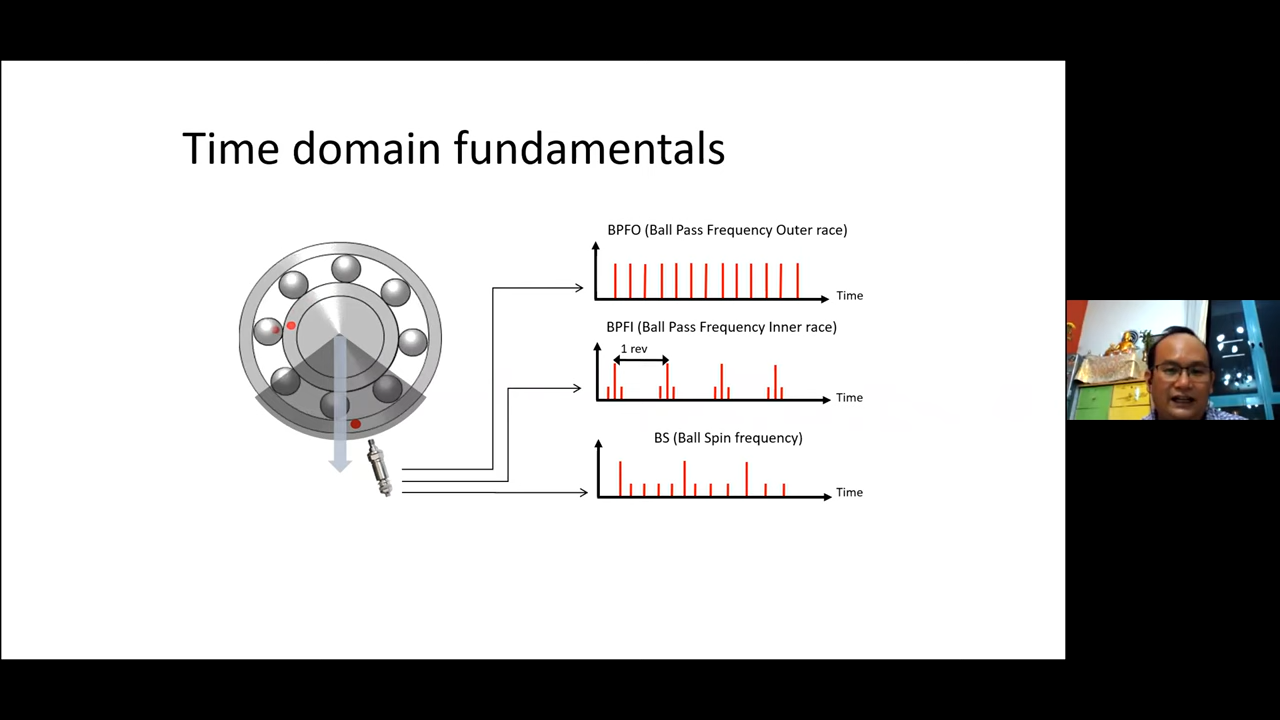 Time domain fundamentals
BPFO (Ball Pass Frequency Outer race)
Time
BPFI (Ball Pass Frequency Inner race)
1 rev
Time
BS (Ball Spin frequency)
Time